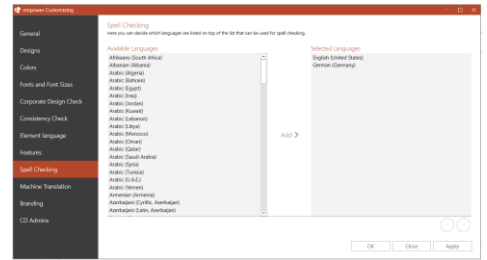 empower Customizing
General
Designs
Colors
Fonts and Font Sizes
Corporate Design Check
Consistency Check
Element language
Features
Spell Checking
Machine Translation
Branding
CD Admins
Spell Checking
Here you can decide which languages are listed on top of the list that can be used for spell checking.
Available Languages
Afrikaans (South Africa)
Albanian (Albania)
Arabic (Algeria)
Arabic (Bahrain)
Arabic (Egypt)
Arabic (Iraq)
Arabic (Jordan)
Arabic (Kuwait)
Arabic (Lebanon)
Arabic (Libya)
Arabic (Morocco)
Arabic (Oman)
Arabic (Qatar)
Arabic (Saudi Arabia)
Arabic (Syria)
Arabic (Tunisia)
Arabic (U.A.E.)
Arabic (Yemen)
Armenian (Armenia)
Azerbaijani (Cyrillic, Azerbaijan)
Azerbaijani (Latin, Azerbaijan)
Add >
Selected Languages
English (United States)
German (Germany)
OK
Close
Apply